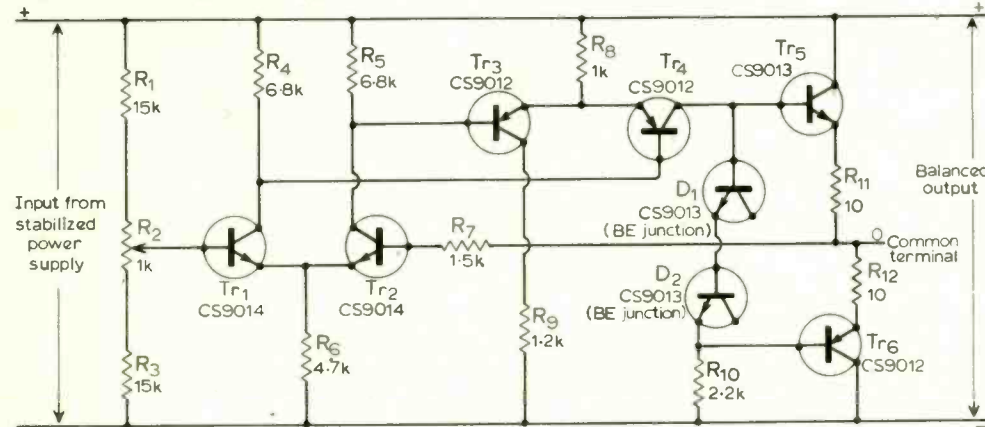 +
+
R1
15k
R2
1k
R3
15k
Input from
stabilized
power
supply
R4
6·8k
R5
6·8k
Tr1
CS9014
Tr2
CS9014
R6
4.7k
R7
1.5k
Tr3
CS9012
R8
1k
Tr4
CS9012
R9
1.2k
D1
CS9013
(BE junction)
D2
CS9013
(BE junction)
R10
2.2k
Tr5
CS9013
R11
10
Common
terminal
R12
10
Tr6
CS9012
Balanced
output
−
−